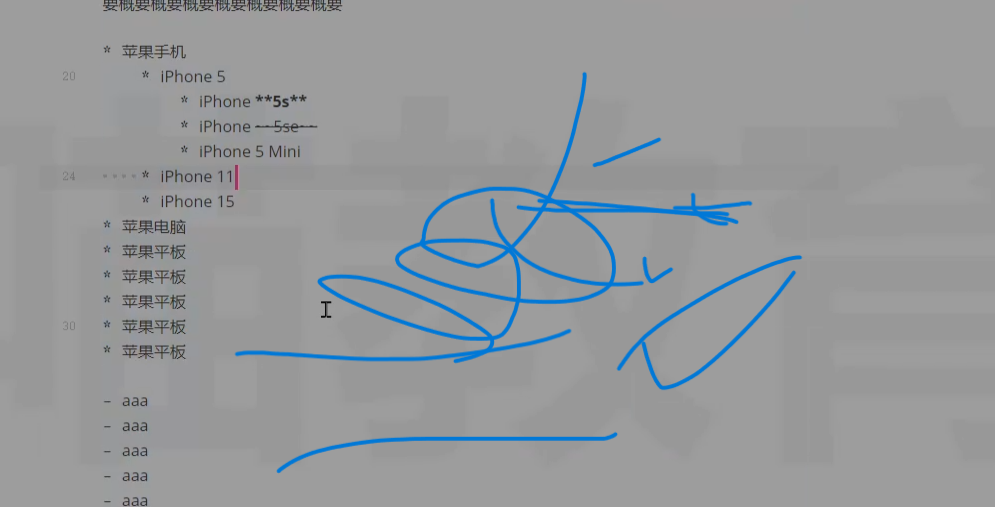 要概要概要概要概要概要概要概要
* 苹果手机
20 * iPhone 5
* iPhone **5s**
* iPhone ~~5se~~
* iPhone 5 Mini
24 * iPhone 11
* iPhone 15
* 苹果电脑
* 苹果平板
* 苹果平板
* 苹果平板
30 * 苹果平板
* 苹果平板
- aaa
- aaa
- aaa
- aaa
- aaa